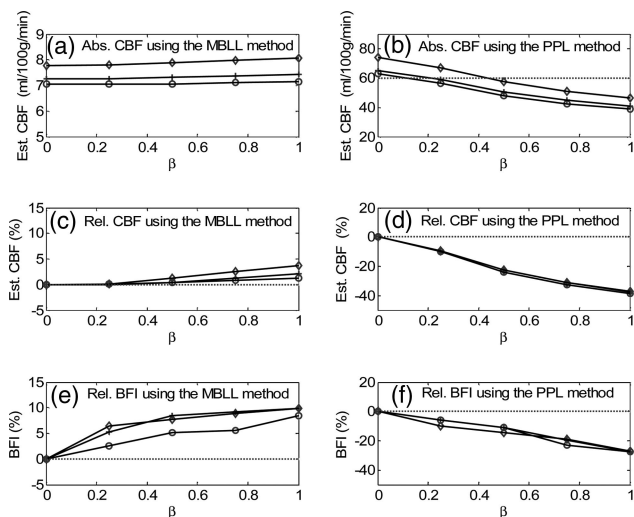 (a) Abs. CBF using the MBLL method
Est. CBF (ml/100g/min)
9
8
7
6
5
0 0.2 0.4 0.6 0.8 1
β
(b) Abs. CBF using the PPL method
Est. CBF (ml/100g/min)
80
60
40
20
0 0.2 0.4 0.6 0.8 1
β
(c) Rel. CBF using the MBLL method
Est. CBF (%)
15
10
5
0
-5
0 0.2 0.4 0.6 0.8 1
β
(d) Rel. CBF using the PPL method
Est. CBF (%)
20
0
-20
-40
0 0.2 0.4 0.6 0.8 1
β
(e) Rel. BFI using the MBLL method
BFI (%)
15
10
5
0
-5
0 0.2 0.4 0.6 0.8 1
β
(f) Rel. BFI using the PPL method
BFI (%)
20
0
-20
-40
0 0.2 0.4 0.6 0.8 1
β